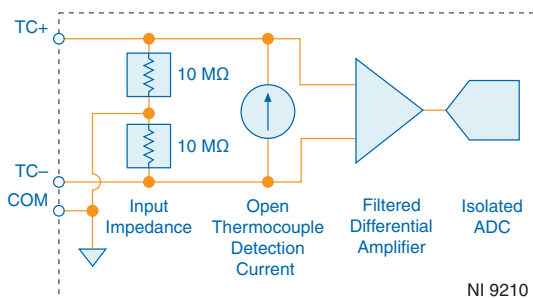 TC+
10 MΩ
10 MΩ
TC–
COM
Input
Impedance
Open
Thermocouple
Detection
Current
Filtered
Differential
Amplifier
Isolated
ADC
NI 9210